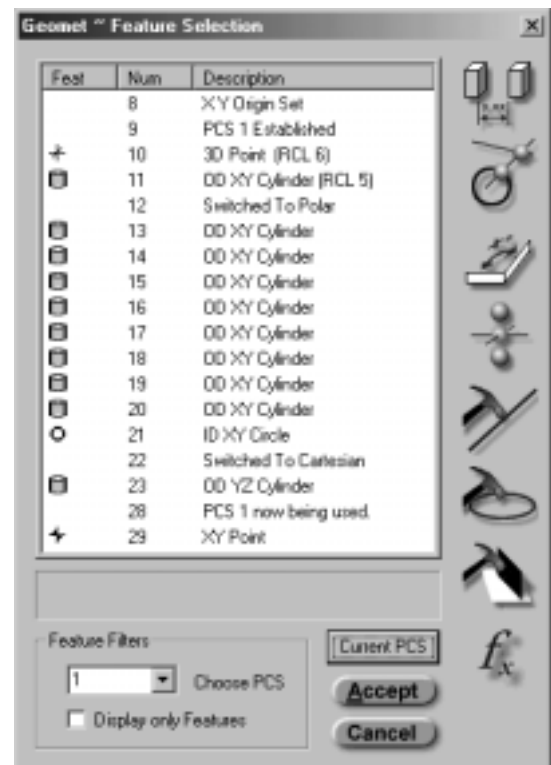 Geomet ~ Feature Selection
Feat Num Description
8 XY Origin Set
9 PCS 1 Established
10 3D Point (RCL 6)
11 OD XY Cylinder (RCL 5)
12 Switched To Polar
13 OD XY Cylinder
14 OD XY Cylinder
15 OD XY Cylinder
16 OD XY Cylinder
17 OD XY Cylinder
18 OD XY Cylinder
19 OD XY Cylinder
20 OD XY Cylinder
21 ID XY Circle
22 Switched To Cartesian
23 OD YZ Cylinder
28 PCS 1 now being used.
29 XY Point
Feature Filters
1 Choose PCS
Display only Features
Current PCS
Accept
Cancel
fx